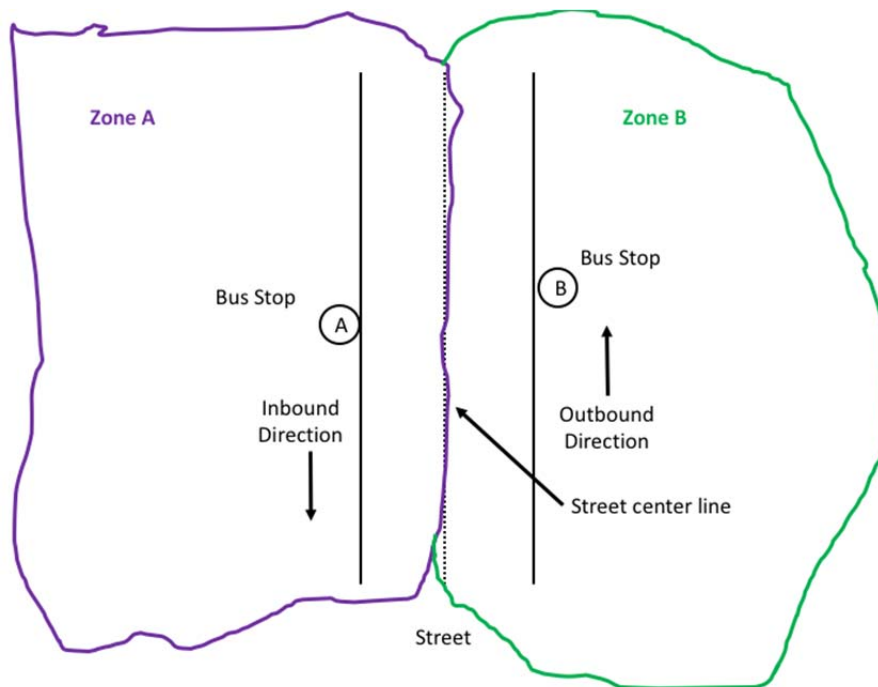 Zone A
Zone B
Bus Stop
B
Bus Stop
A
Inbound
Direction
Outbound
Direction
Street center line
Street